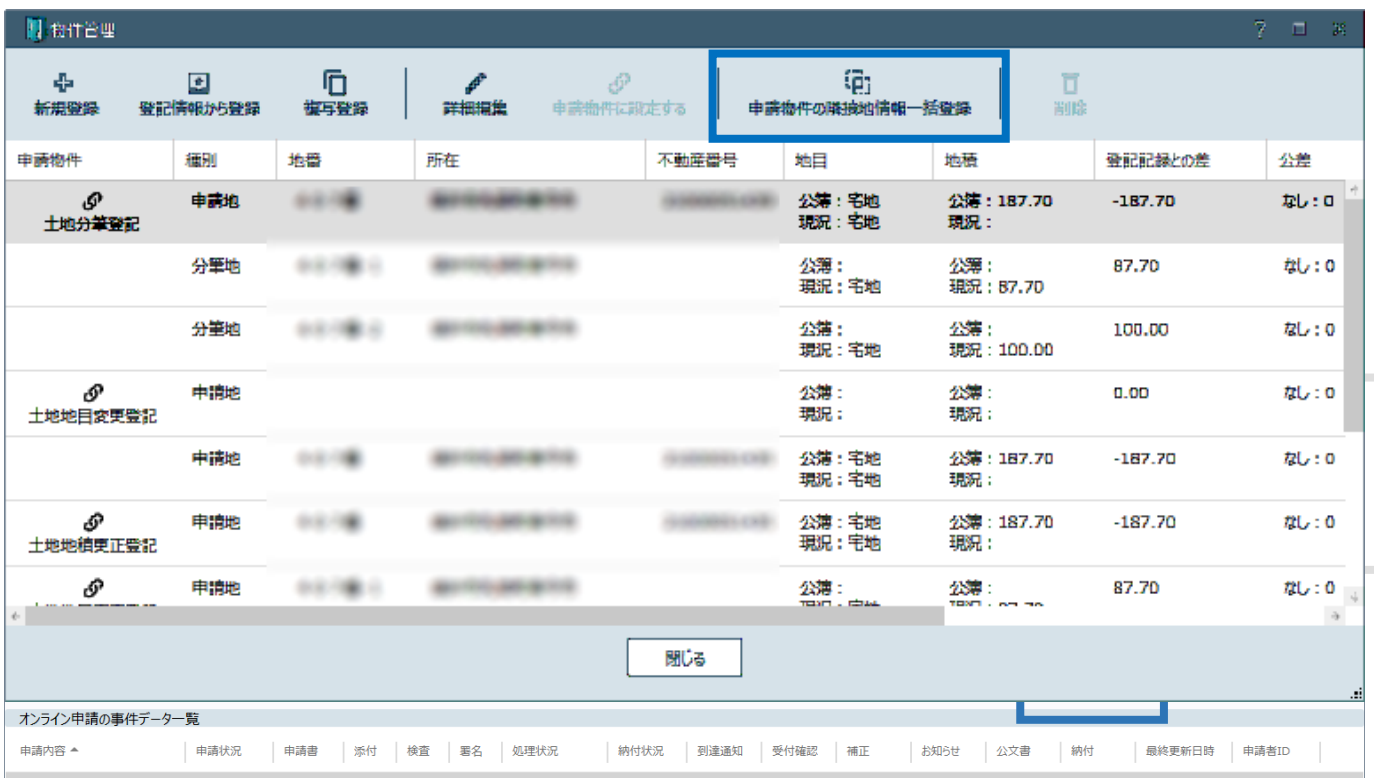 物件管理
新規登録 登記情報から登録 複写登録 詳細編集 申請物件に設定する 申請物件の隣接地情報一括登録 削除
申請物件 種別 地番 所在 不動産番号 地目 地積 登記記録との差 公差
土地分筆登記 申請地 公簿:宅地 公簿:187.70 -187.70 なし:0
現況:宅地 現況:
分筆地 公簿: 公簿: 87.70 なし:0
現況:宅地 現況:87.70
分筆地 公簿: 公簿: 100.00 なし:0
現況:宅地 現況:100.00
土地地目変更登記 申請地 公簿: 公簿: 0.00 なし:0
現況: 現況:
申請地 公簿:宅地 公簿:187.70 -187.70 なし:0
現況:宅地 現況:
土地地積更正登記 申請地 公簿:宅地 公簿:187.70 -187.70 なし:0
現況:宅地 現況:
申請地 公簿: 公簿: 87.70 なし:0
閉じる
オンライン申請の事件データ一覧
申請内容 申請状況 申請書 添付 検査 署名 処理状況 納付状況 到達通知 受付確認 補正 お知らせ 公文書 納付 最終更新日時 申請者ID